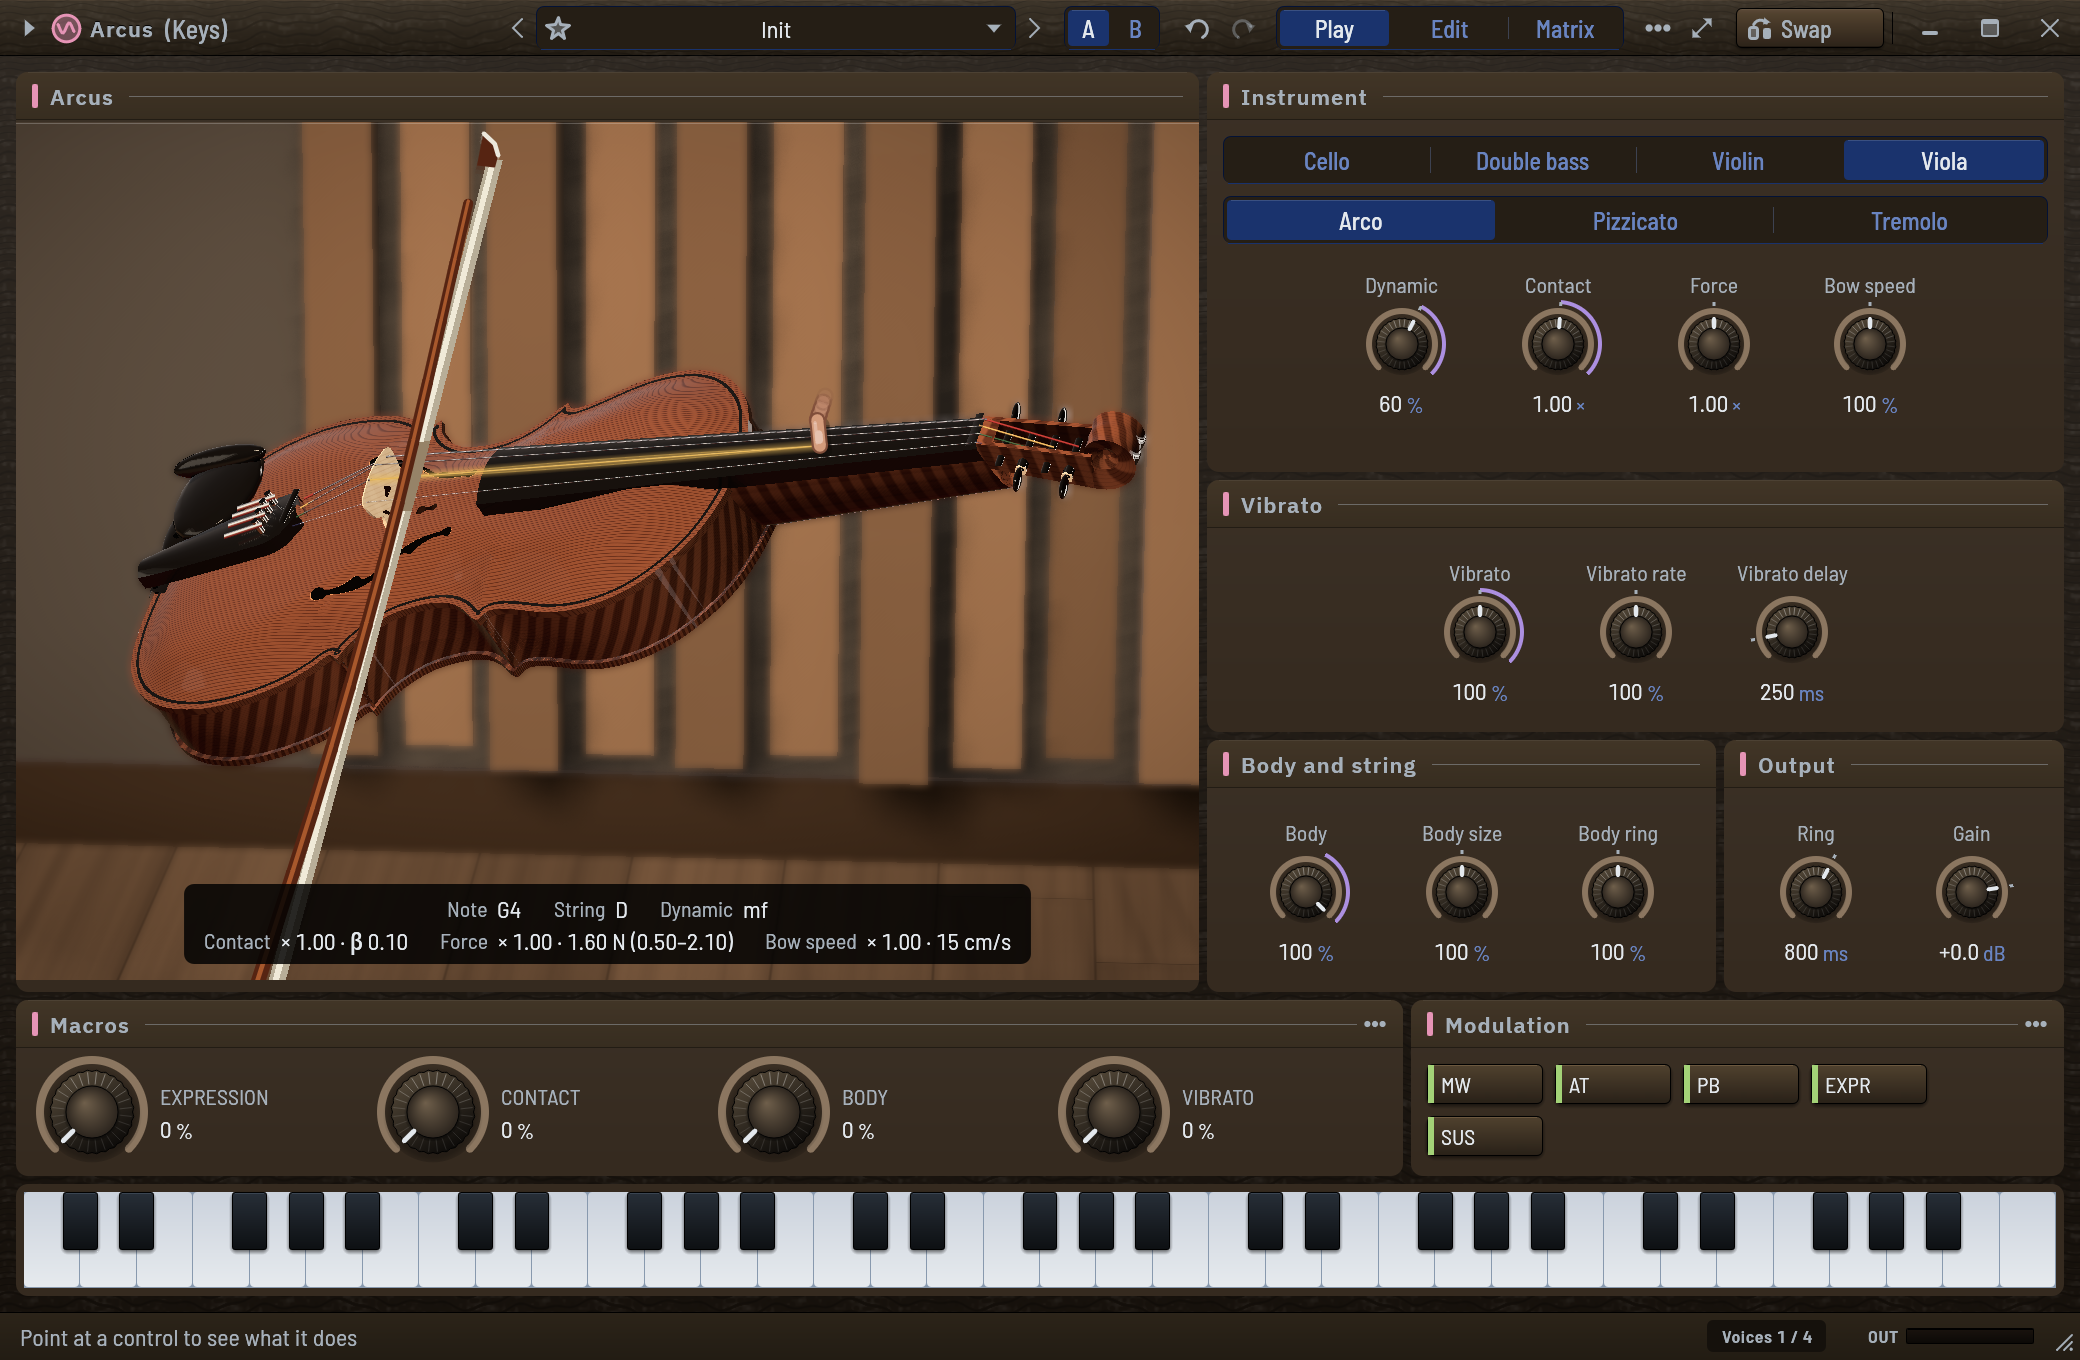 Arcus (Keys)
Init
A B
Play Edit Matrix
Swap
Arcus
Instrument
Cello Double bass Violin Viola
Arco Pizzicato Tremolo
Dynamic Contact Force Bow speed
60 % 1.00 × 1.00 × 100 %
Vibrato
Vibrato Vibrato rate Vibrato delay
100 % 100 % 250 ms
Body and string
Body Body size Body ring
100 % 100 % 100 %
Output
Ring Gain
800 ms +0.0 dB
Note G4 String D Dynamic mf
Contact × 1.00 · β 0.10 Force × 1.00 · 1.60 N (0.50–2.10) Bow speed × 1.00 · 15 cm/s
Macros
EXPRESSION
0 %
CONTACT
0 %
BODY
0 %
VIBRATO
0 %
Modulation
MW AT PB EXPR
SUS
Point at a control to see what it does
Voices 1 / 4 OUT